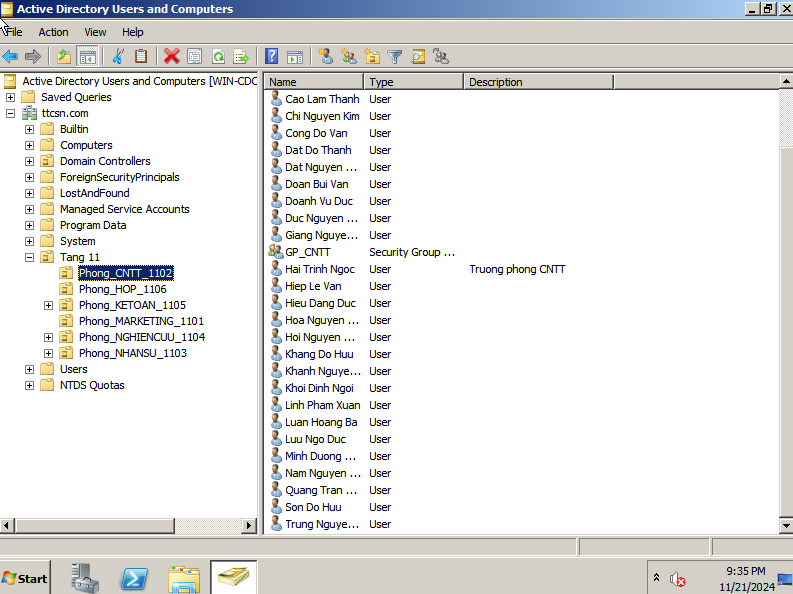 Active Directory Users and Computers
File Action View Help
Active Directory Users and Computers [WIN-CDC
Saved Queries
ttcsn.com
Builtin
Computers
Domain Controllers
ForeignSecurityPrincipals
LostAndFound
Managed Service Accounts
Program Data
System
Tang 11
Phong_CNTT_1102
Phong_HOP_1106
Phong_KETOAN_1105
Phong_MARKETING_1101
Phong_NGHIENCUU_1104
Phong_NHANSU_1103
Users
NTDS Quotas
Name Type Description
Cao Lam Thanh User
Chi Nguyen Kim User
Cong Do Van User
Dat Do Thanh User
Dat Nguyen ... User
Doan Bui Van User
Doanh Vu Duc User
Duc Nguyen ... User
Giang Nguye... User
GP_CNTT Security Group ...
Hai Trinh Ngoc User Truong phong CNTT
Hiep Le Van User
Hieu Dang Duc User
Hoa Nguyen ... User
Hoi Nguyen ... User
Khang Do Huu User
Khanh Nguye... User
Khoi Dinh Ngoi User
Linh Pham Xuan User
Luan Hoang Ba User
Luu Ngo Duc User
Minh Duong ... User
Nam Nguyen ... User
Quang Tran ... User
Son Do Huu User
Trung Nguye... User
Start
9:35 PM
11/21/2024